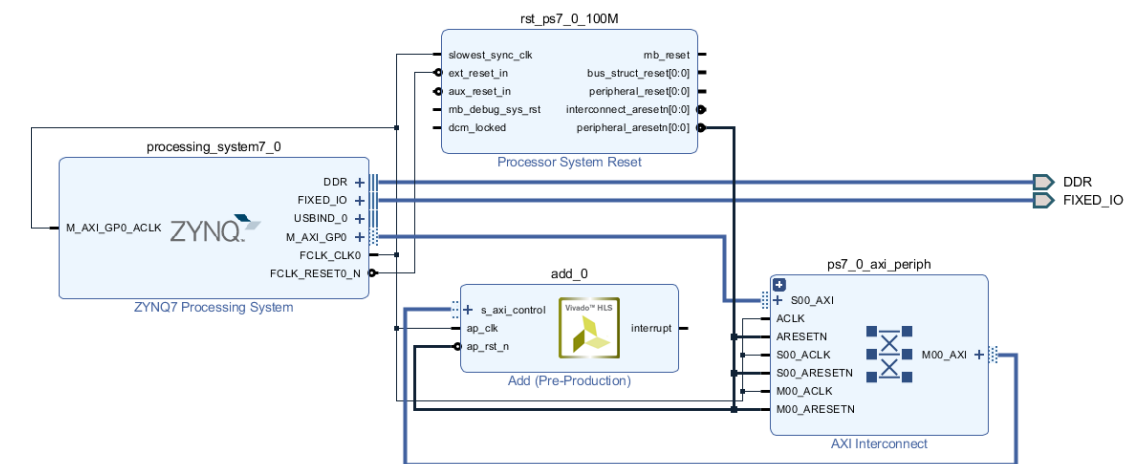 rst_ps7_0_100M
slowest_sync_clk
mb_reset
ext_reset_in
bus_struct_reset[0:0]
aux_reset_in
peripheral_reset[0:0]
mb_debug_sys_rst
interconnect_aresetn[0:0]
dcm_locked
peripheral_aresetn[0:0]
Processor System Reset
processing_system7_0
DDR
FIXED_IO
USBIND_0
M_AXI_GP0_ACLK
ZYNQ
M_AXI_GP0
FCLK_CLK0
FCLK_RESET0_N
ZYNQ7 Processing System
DDR
FIXED_IO
add_0
s_axi_control
Vivado™ HLS
ap_clk
interrupt
ap_rst_n
Add (Pre-Production)
ps7_0_axi_periph
S00_AXI
ACLK
ARESETN
S00_ACLK
M00_AXI
S00_ARESETN
M00_ACLK
M00_ARESETN
AXI Interconnect